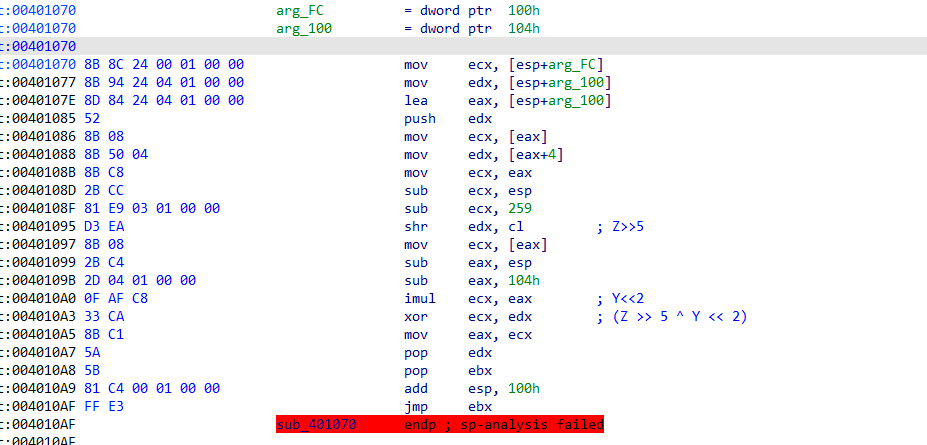 t:00401070 arg_FC = dword ptr 100h
t:00401070 arg_100 = dword ptr 104h
t:00401070
t:00401070 8B 8C 24 00 01 00 00 mov ecx, [esp+arg_FC]
t:00401077 8B 94 24 04 01 00 00 mov edx, [esp+arg_100]
t:0040107E 8D 84 24 04 01 00 00 lea eax, [esp+arg_100]
t:00401085 52 push edx
t:00401086 8B 08 mov ecx, [eax]
t:00401088 8B 50 04 mov edx, [eax+4]
t:0040108B 8B C8 mov ecx, eax
t:0040108D 2B CC sub ecx, esp
t:0040108F 81 E9 03 01 00 00 sub ecx, 259
t:00401095 D3 EA shr edx, cl ; Z>>5
t:00401097 8B 08 mov ecx, [eax]
t:00401099 2B C4 sub eax, esp
t:0040109B 2D 04 01 00 00 sub eax, 104h
t:004010A0 0F AF C8 imul ecx, eax ; Y<<2
t:004010A3 33 CA xor ecx, edx ; (Z >> 5 ^ Y << 2)
t:004010A5 8B C1 mov eax, ecx
t:004010A7 5A pop edx
t:004010A8 5B pop ebx
t:004010A9 81 C4 00 01 00 00 add esp, 100h
t:004010AF FF E3 jmp ebx
t:004010AF sub_401070 endp ; sp-analysis failed
t:004010AF